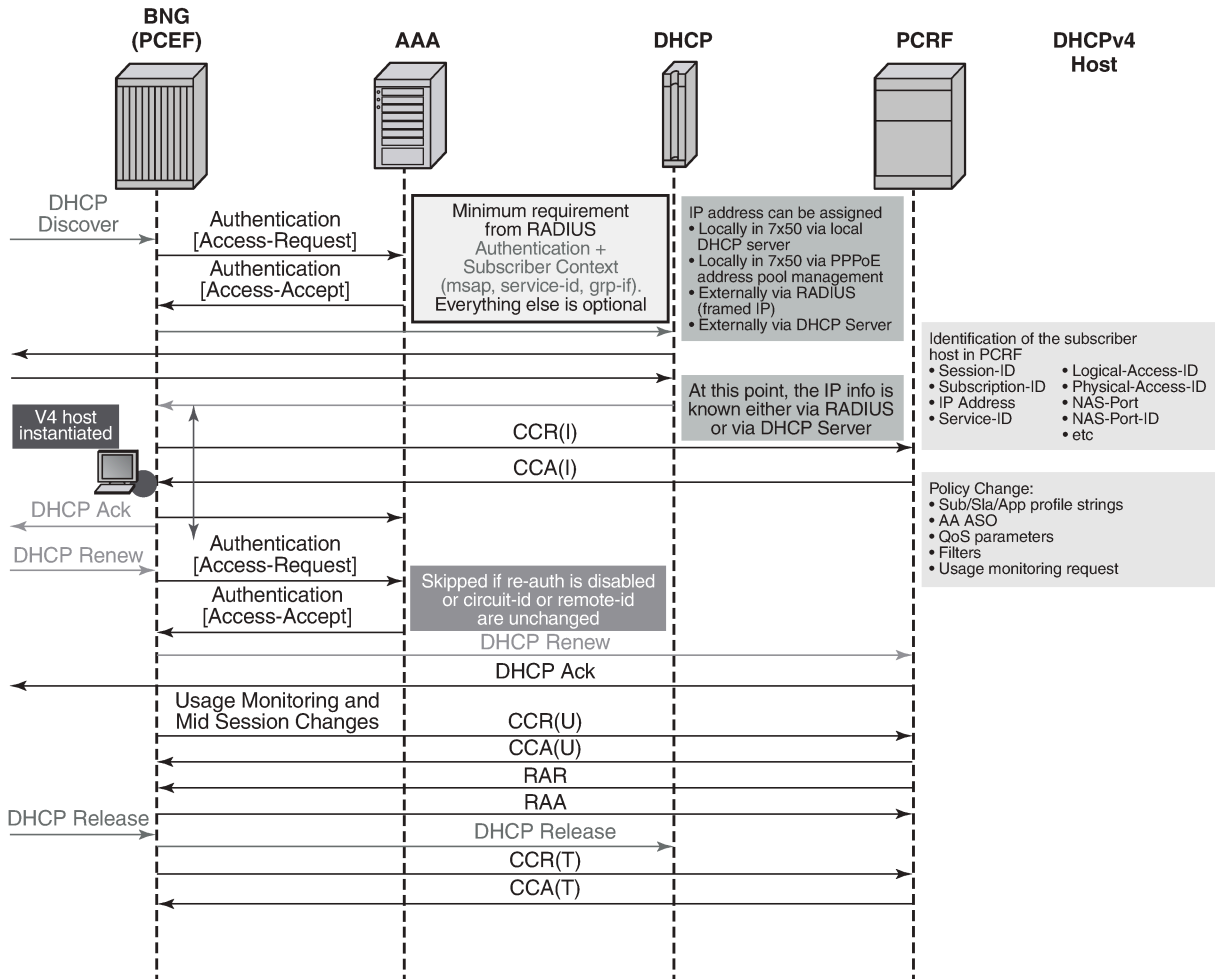 BNG
(PCEF)
AAA
DHCP
PCRF
DHCPv4
Host
DHCP
Discover
Authentication
[Access-Request]
Authentication
[Access-Accept]
Minimum requirement
from RADIUS
Authentication +
Subscriber Context
(msap, service-id, grp-if).
Everything else is optional
IP address can be assigned
• Locally in 7x50 via local
DHCP server
• Locally in 7x50 via PPPoE
address pool management
• Externally via RADIUS
(framed IP)
• Externally via DHCP Server
Identification of the subscriber
host in PCRF
• Session-ID
• Subscription-ID
• IP Address
• Service-ID
• Logical-Access-ID
• Physical-Access-ID
• NAS-Port
• NAS-Port-ID
• etc
At this point, the IP info is
known either via RADIUS
or via DHCP Server
V4 host
instantiated
CCR(I)
CCA(I)
Policy Change:
• Sub/Sla/App profile strings
• AA ASO
• QoS parameters
• Filters
• Usage monitoring request
DHCP Ack
DHCP Renew
Authentication
[Access-Request]
Authentication
[Access-Accept]
Skipped if re-auth is disabled
or circuit-id or remote-id
are unchanged
DHCP Renew
DHCP Ack
Usage Monitoring and
Mid Session Changes
CCR(U)
CCA(U)
RAR
RAA
DHCP Release
DHCP Release
CCR(T)
CCA(T)